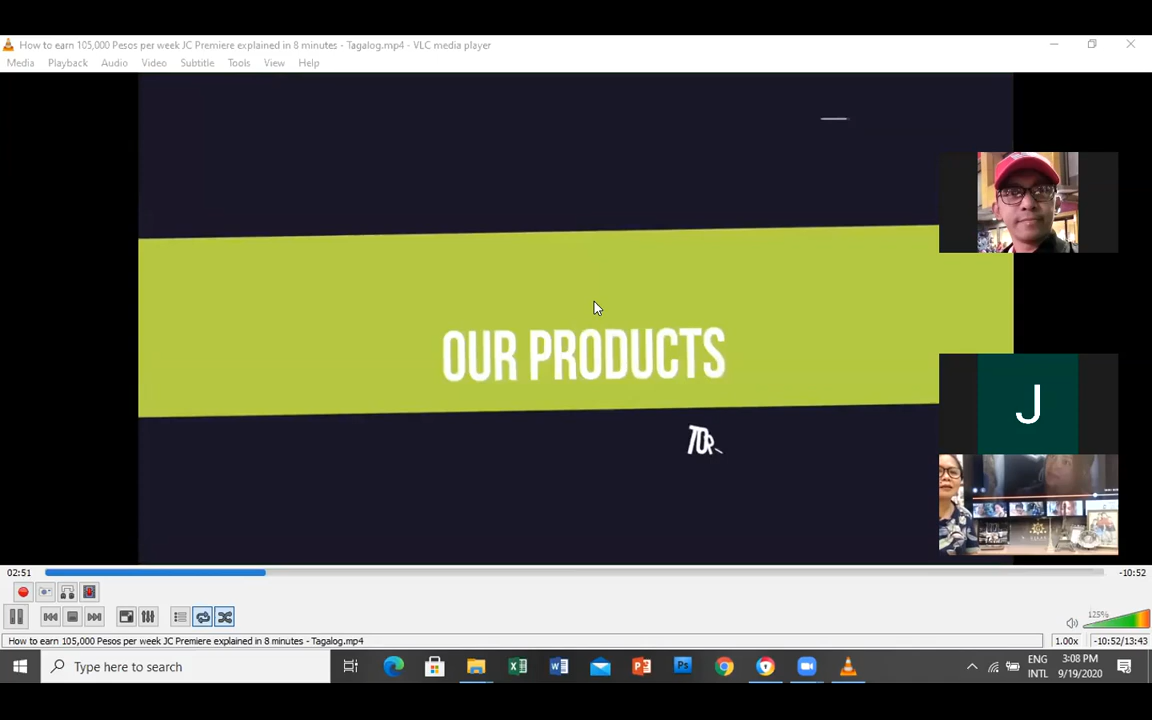 How to earn 105,000 Pesos per week JC Premiere explained in 8 minutes - Tagalog.mp4 - VLC media player
Media Playback Audio Video Subtitle Tools View Help
OUR PRODUCTS
TOR
J
02:51
-10:52
125%
How to earn 105,000 Pesos per week JC Premiere explained in 8 minutes - Tagalog.mp4
1.00x
-10:52/13:43
Type here to search
ENG
INTL
3:08 PM
9/19/2020